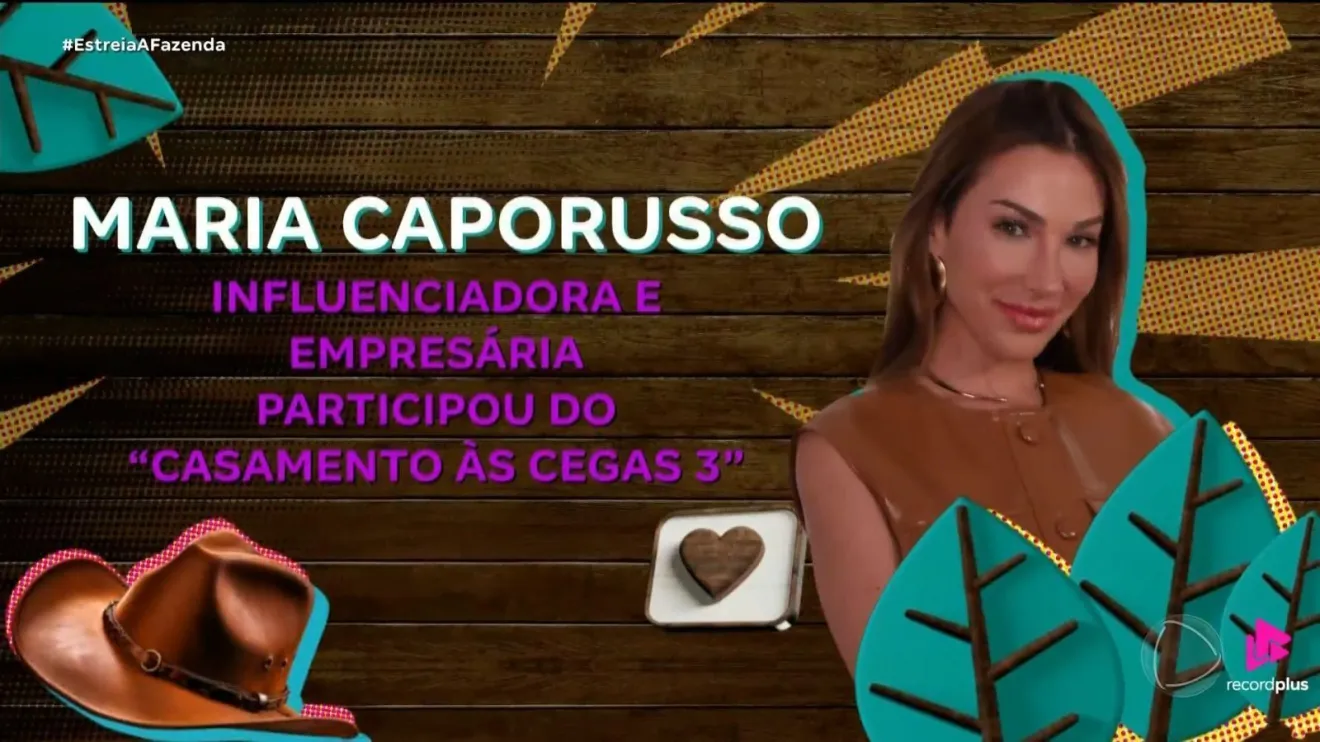 #EstreiaAFazenda
MARIA CAPORUSSO
INFLUENCIADORA E
EMPRESÁRIA
PARTICIPOU DO
“CASAMENTO ÀS CEGAS 3”
recordplus